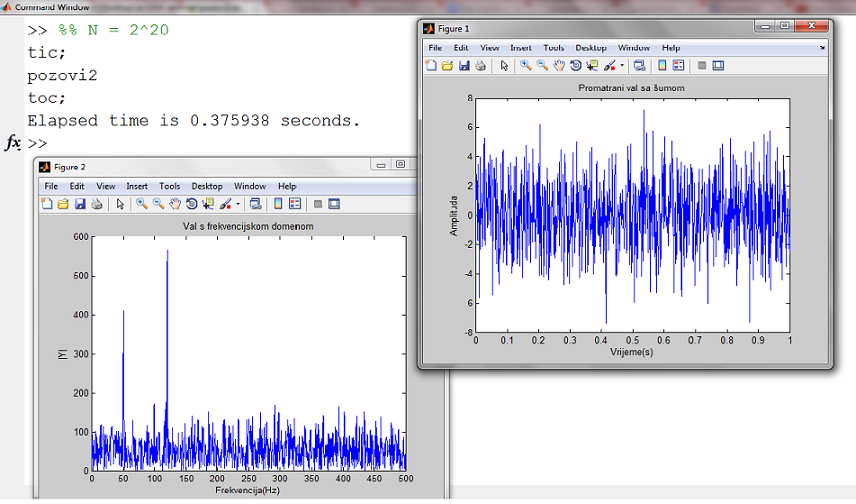 Command Window
>> %% N = 2^20
tic;
pozovi2
toc;
Elapsed time is 0.375938 seconds.
fx >>
Figure 2
File Edit View Insert Tools Desktop Window Help
Val s frekvencijskom domenom
600
500
400
300
200
100
0
|Y|
0 50 100 150 200 250 300 350 400 450 500
Frekvencija(Hz)
Figure 1
File Edit View Insert Tools Desktop Window Help
Promatrani val sa šumom
8
6
4
2
0
-2
-4
-6
-8
Amplituda
0 0.1 0.2 0.3 0.4 0.5 0.6 0.7 0.8 0.9 1
Vrijeme(s)